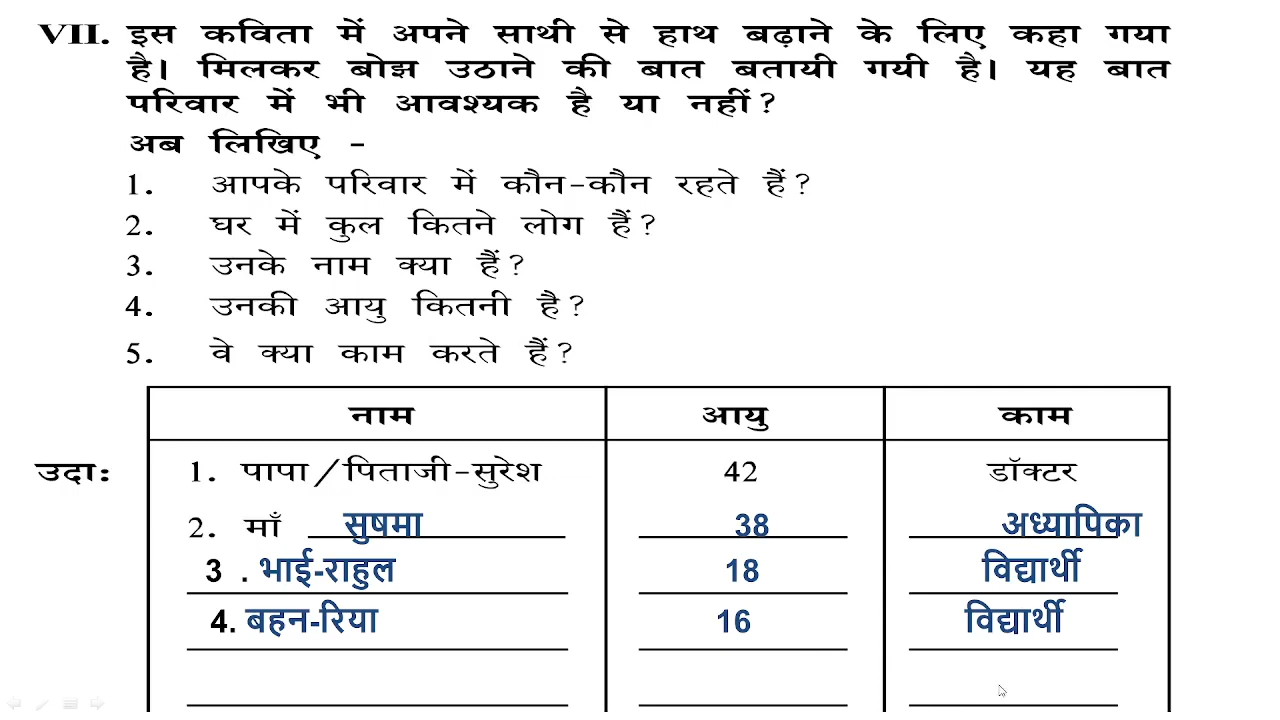 VII. इस कविता में अपने साथी से हाथ बढ़ाने के लिए कहा गया
है। मिलकर बोझ उठाने की बात बतायी गयी है। यह बात
परिवार में भी आवश्यक है या नहीं?
अब लिखिए -
1. आपके परिवार में कौन-कौन रहते हैं?
2. घर में कुल कितने लोग हैं?
3. उनके नाम क्या हैं?
4. उनकी आयु कितनी है?
5. वे क्या काम करते हैं?
नाम आयु काम
उदाः 1. पापा/पिताजी-सुरेश 42 डॉक्टर
2. माँ सुषमा 38 अध्यापिका
3 . भाई-राहुल 18 विद्यार्थी
4. बहन-रिया 16 विद्यार्थी